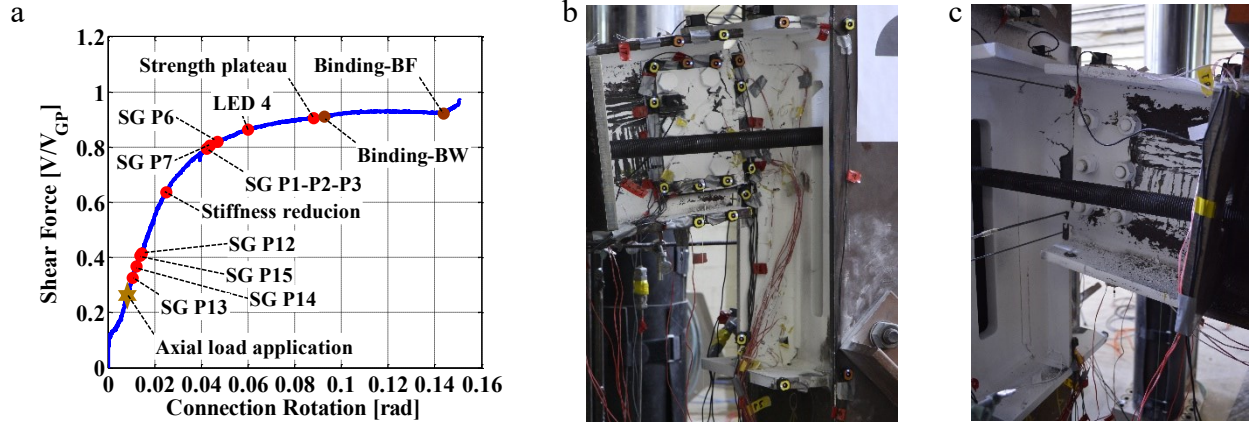 a
b
c
1.2
1
0.8
0.6
0.4
0.2
0
Shear Force [V/V_GP]
Strength plateau
Binding-BF
LED 4
SG P6
SG P7
Binding-BW
SG P1-P2-P3
Stiffness reducion
SG P12
SG P15
SG P14
SG P13
Axial load application
0 0.02 0.04 0.06 0.08 0.1 0.12 0.14 0.16
Connection Rotation [rad]